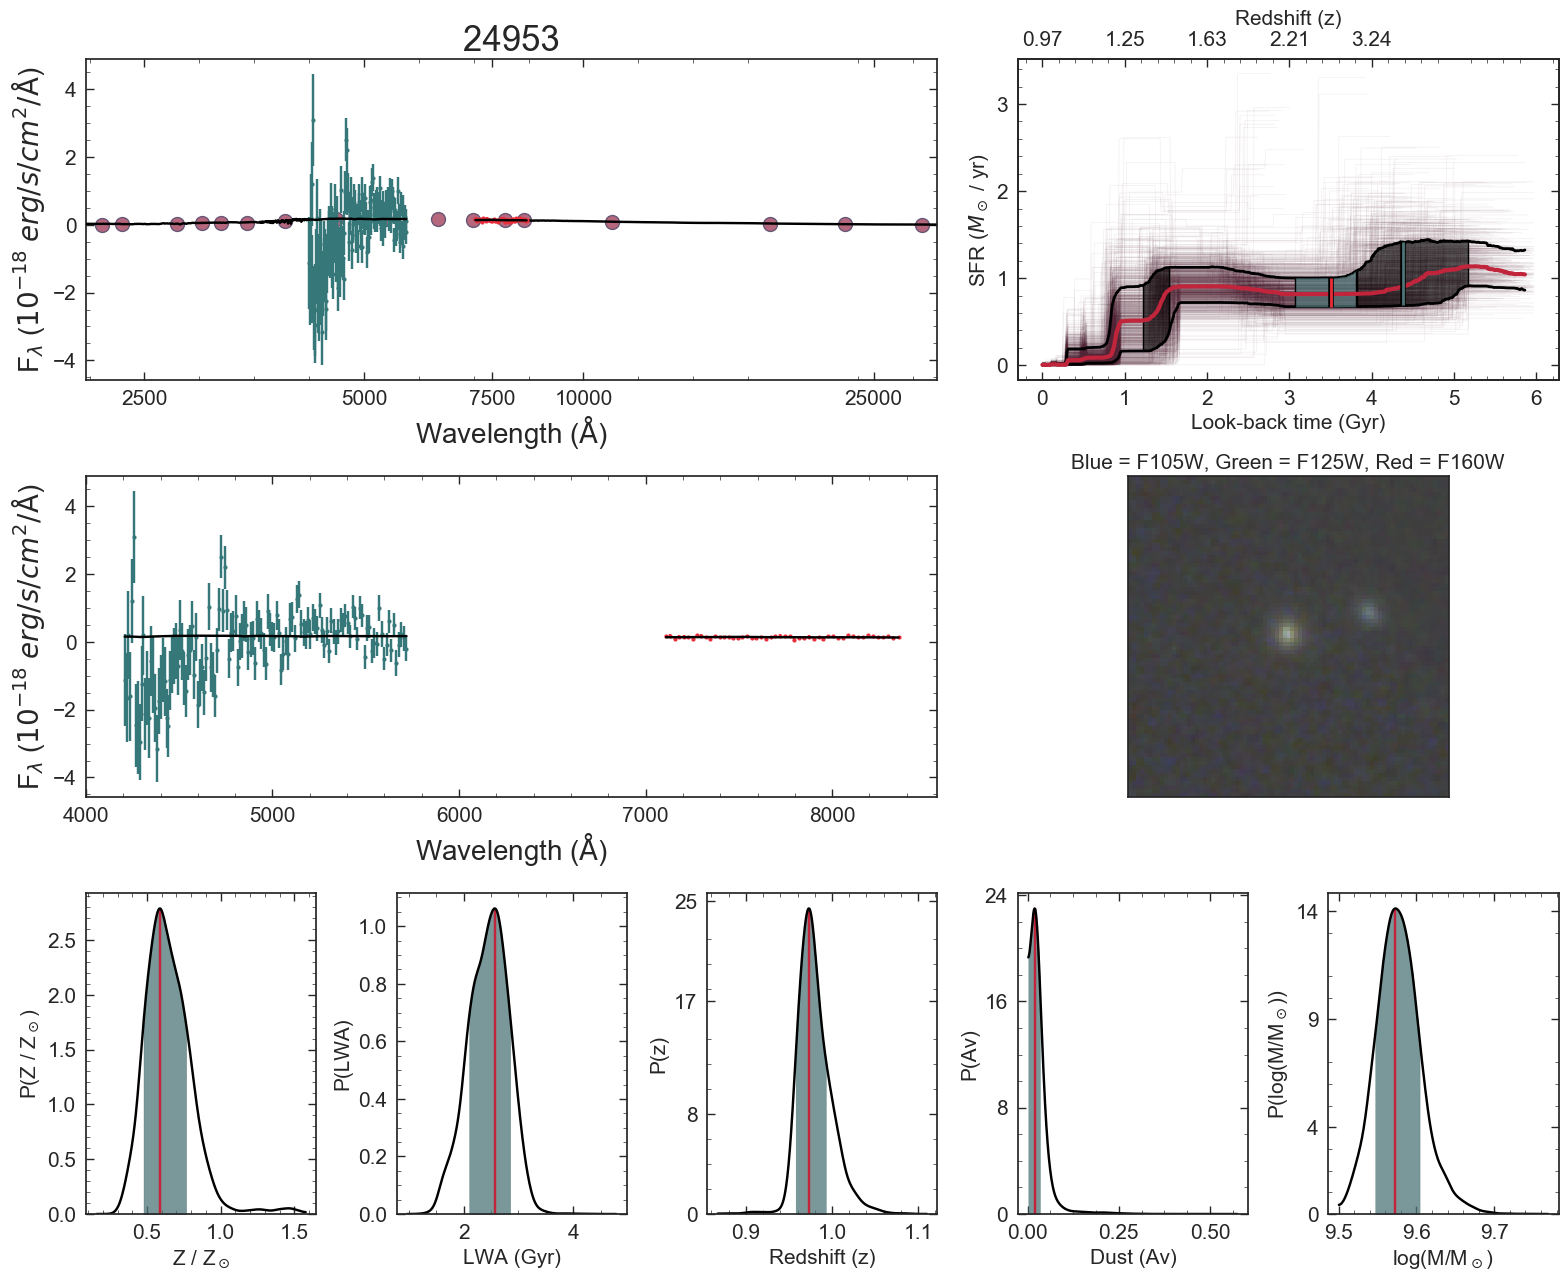 24953
F_λ (10^−18 erg/s/cm^2/Å)
4
2
0
−2
−4
2500 5000 7500 10000 25000
Wavelength (Å)
Redshift (z)
0.97 1.25 1.63 2.21 3.24
SFR (M_⊙ / yr)
3
2
1
0
0 1 2 3 4 5 6
Look-back time (Gyr)
F_λ (10^−18 erg/s/cm^2/Å)
4
2
0
−2
−4
4000 5000 6000 7000 8000
Wavelength (Å)
Blue = F105W, Green = F125W, Red = F160W
P(Z / Z_⊙)
2.5
2.0
1.5
1.0
0.5
0.0
0.5 1.0 1.5
Z / Z_⊙
P(LWA)
1.0
0.8
0.6
0.4
0.2
0.0
2 4
LWA (Gyr)
P(z)
25
17
8
0
0.9 1.0 1.1
Redshift (z)
P(Av)
24
16
8
0
0.00 0.25 0.50
Dust (Av)
P(log(M/M_⊙))
14
9
4
0
9.5 9.6 9.7
log(M/M_⊙)